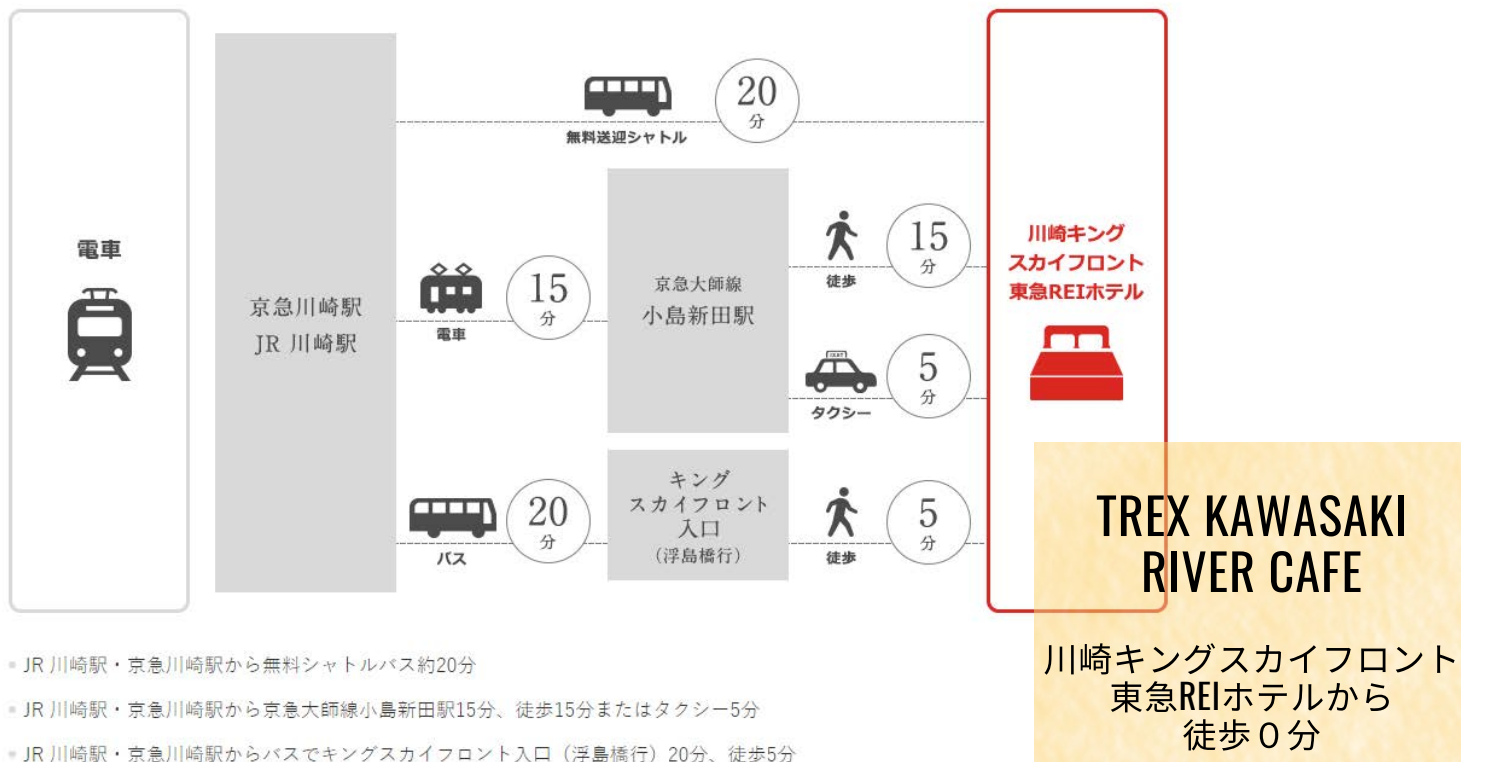 電車
京急川崎駅
JR 川崎駅
無料送迎シャトル
20
分
電車
15
分
京急大師線
小島新田駅
徒歩
15
分
タクシー
5
分
バス
20
分
キング
スカイフロント
入口
（浮島橋行）
徒歩
5
分
川崎キング
スカイフロント
東急REIホテル
TREX KAWASAKI
RIVER CAFE
川崎キングスカイフロント
東急REIホテルから
徒歩０分
JR 川崎駅・京急川崎駅から無料シャトルバス約20分
JR 川崎駅・京急川崎駅から京急大師線小島新田駅15分、徒歩15分またはタクシー5分
JR 川崎駅・京急川崎駅からバスでキングスカイフロント入口（浮島橋行）20分、徒歩5分